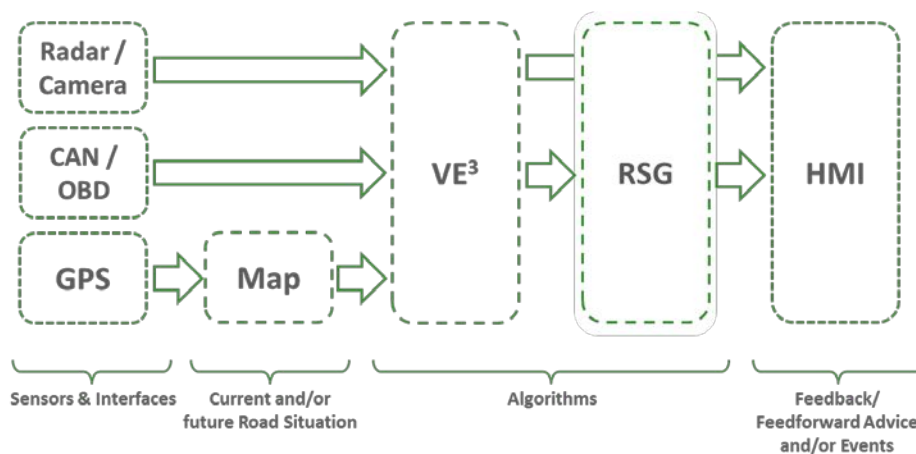 Radar /
Camera
CAN /
OBD
GPS
Map
VE³
RSG
HMI
Sensors & Interfaces
Current and/or
future Road Situation
Algorithms
Feedback/
Feedforward Advice
and/or Events